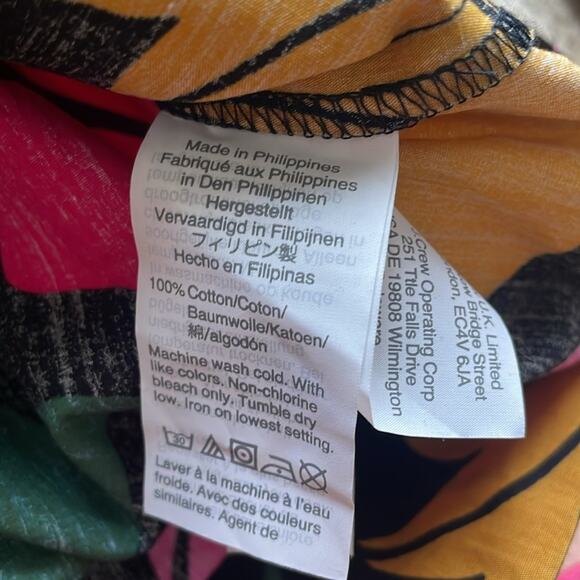 Made in Philippines
Fabriqué aux Philippines
in Den Philippinen
Hergestellt
Vervaardigd in Filipijnen
フィリピン製
Hecho en Filipinas
100% Cotton/Coton/
Baumwolle/Katoen/
綿/algodón
Machine wash cold. With
like colors. Non-chlorine
bleach only. Tumble dry
low. Iron on lowest setting.
30
Laver à la machine à l'eau
froide. Avec des couleurs
similaires. Agent de
U.K. Limited
Bridge Street
EC4V 6JA
Crew Operating Corp
251 Title Falls Drive
DE 19808 Wilmington